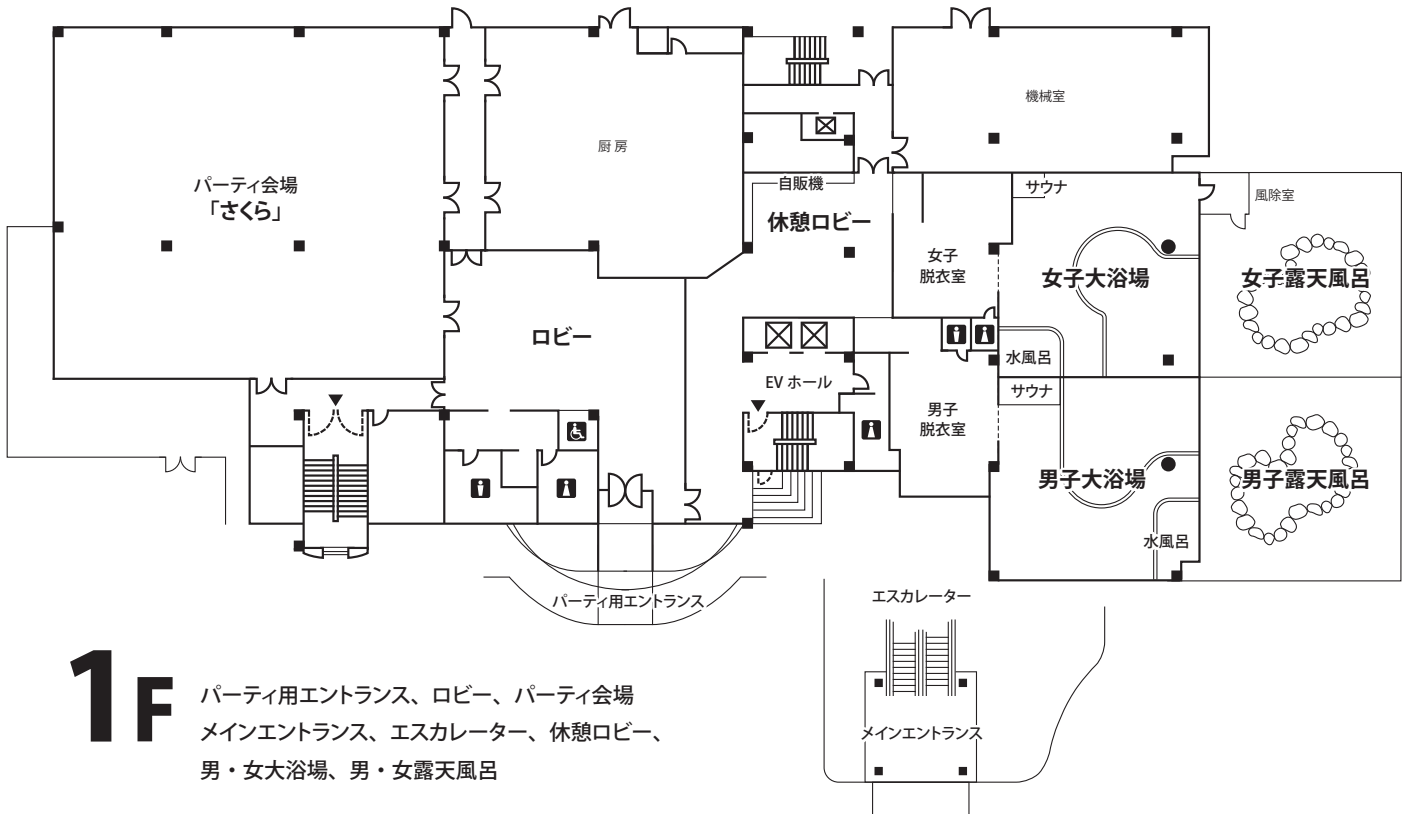 機械室
厨 房
パーティ会場
「さくら」
自販機
休憩ロビー
サウナ
風除室
女子
脱衣室
女子大浴場
女子露天風呂
ロビー
水風呂
EV ホール
サウナ
男子
脱衣室
男子大浴場
男子露天風呂
水風呂
パーティ用エントランス
エスカレーター
メインエントランス
1F
パーティ用エントランス、ロビー、パーティ会場
メインエントランス、エスカレーター、休憩ロビー、
男・女大浴場、男・女露天風呂